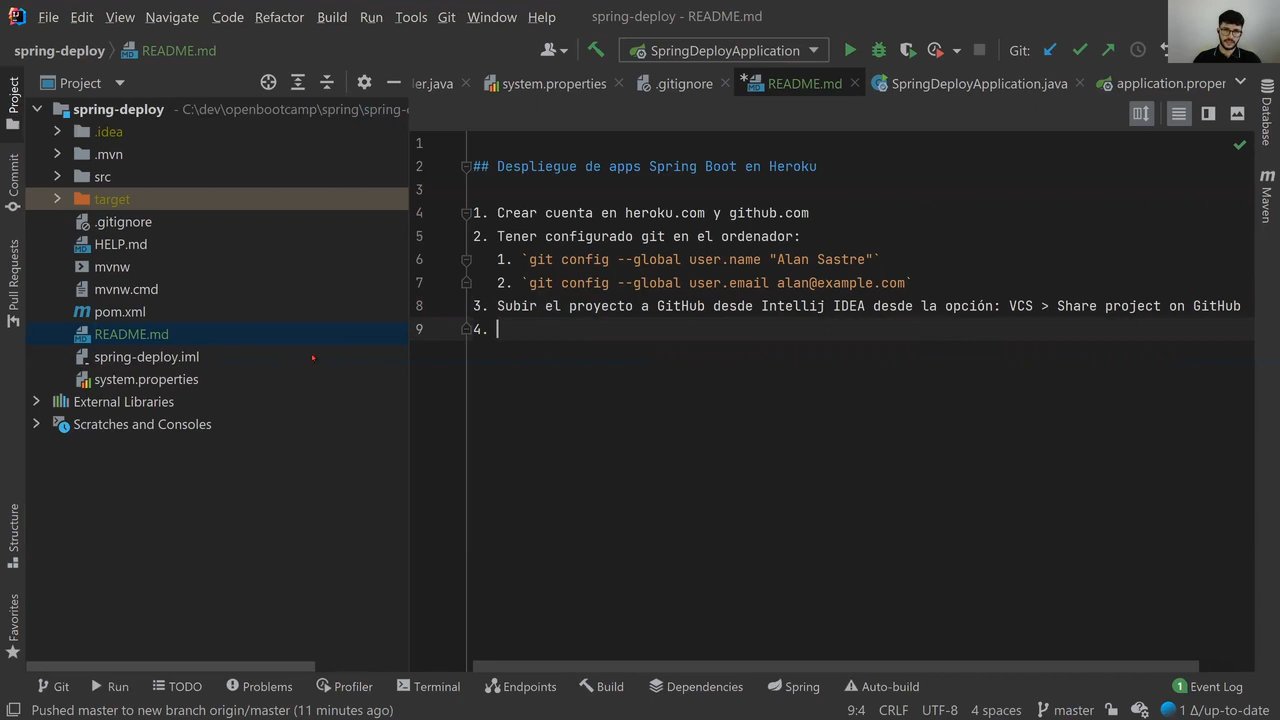 File Edit View Navigate Code Refactor Build Run Tools Git Window Help spring-deploy - README.md
spring-deploy README.md SpringDeployApplication Git:
Project ler.java system.properties .gitignore README.md SpringDeployApplication.java application.proper
spring-deploy - C:\dev\openbootcamp\spring\spring-
.idea
.mvn
src
target
.gitignore
HELP.md
mvnw
mvnw.cmd
pom.xml
README.md
spring-deploy.iml
system.properties
External Libraries
Scratches and Consoles
1
2 ## Despliegue de apps Spring Boot en Heroku
3
4 1. Crear cuenta en heroku.com y github.com
5 2. Tener configurado git en el ordenador:
6 1. `git config --global user.name "Alan Sastre"`
7 2. `git config --global user.email alan@example.com`
8 3. Subir el proyecto a GitHub desde Intellij IDEA desde la opción: VCS > Share project on GitHub
9 4.
Project
Commit
Pull Requests
Structure
Favorites
Database
Maven
Git Run TODO Problems Profiler Terminal Endpoints Build Dependencies Spring Auto-build 1 Event Log
Pushed master to new branch origin/master (11 minutes ago) 9:4 CRLF UTF-8 4 spaces master 1 Δ/up-to-date